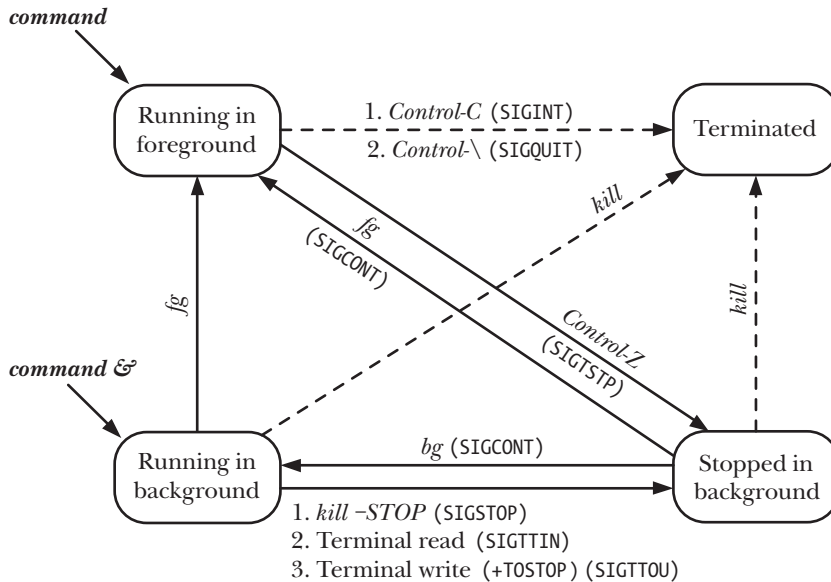 command
Running in
foreground
1. Control-C (SIGINT)
2. Control-\ (SIGQUIT)
Terminated
fg
(SIGCONT)
kill
fg
Control-Z
(SIGTSTP)
kill
command &
Running in
background
bg (SIGCONT)
Stopped in
background
1. kill –STOP (SIGSTOP)
2. Terminal read (SIGTTIN)
3. Terminal write (+TOSTOP) (SIGTTOU)